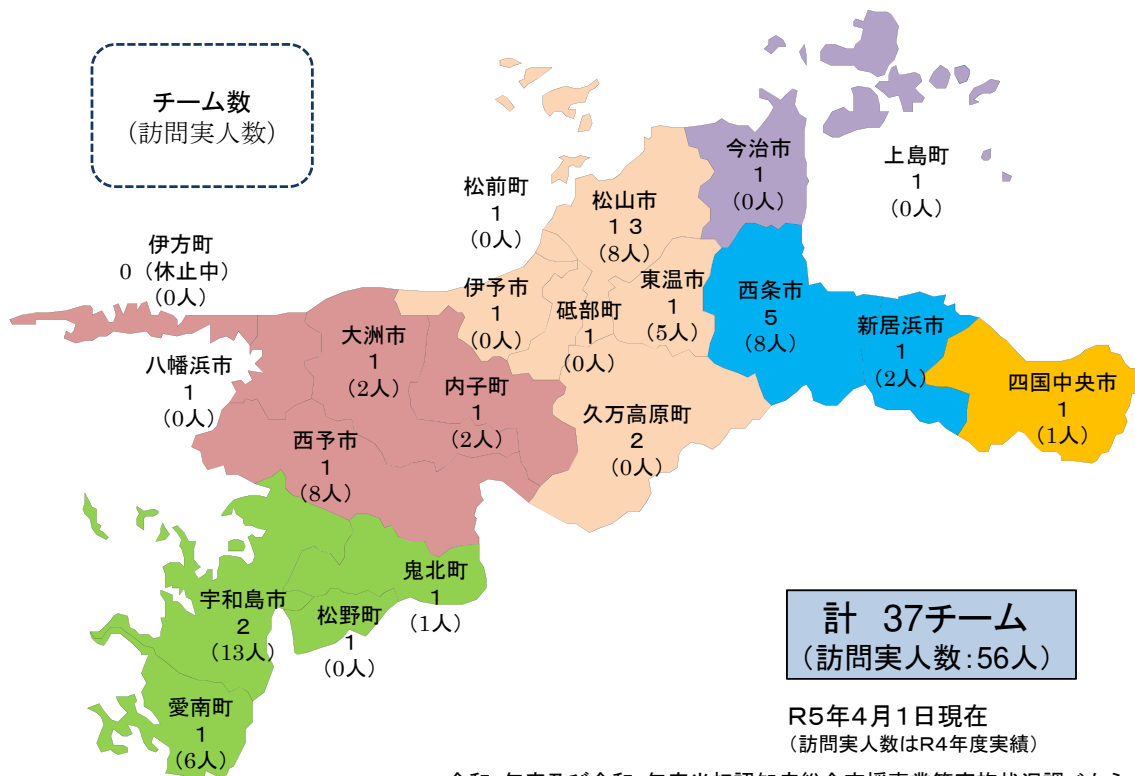 チーム数
(訪問実人数)
今治市
1
(0人)
上島町
1
(0人)
松前町
1
(0人)
松山市
13
(8人)
伊方町
0(休止中)
(0人)
伊予市
1
(0人)
砥部町
1
(0人)
東温市
1
(5人)
西条市
5
(8人)
新居浜市
1
(2人)
四国中央市
1
(1人)
八幡浜市
1
(0人)
大洲市
1
(2人)
内子町
1
(2人)
久万高原町
2
(0人)
西予市
1
(8人)
鬼北町
1
(1人)
宇和島市
2
(13人)
松野町
1
(0人)
愛南町
1
(6人)
計 37チーム
(訪問実人数:56人)
R5年4月1日現在
(訪問実人数はR4年度実績)